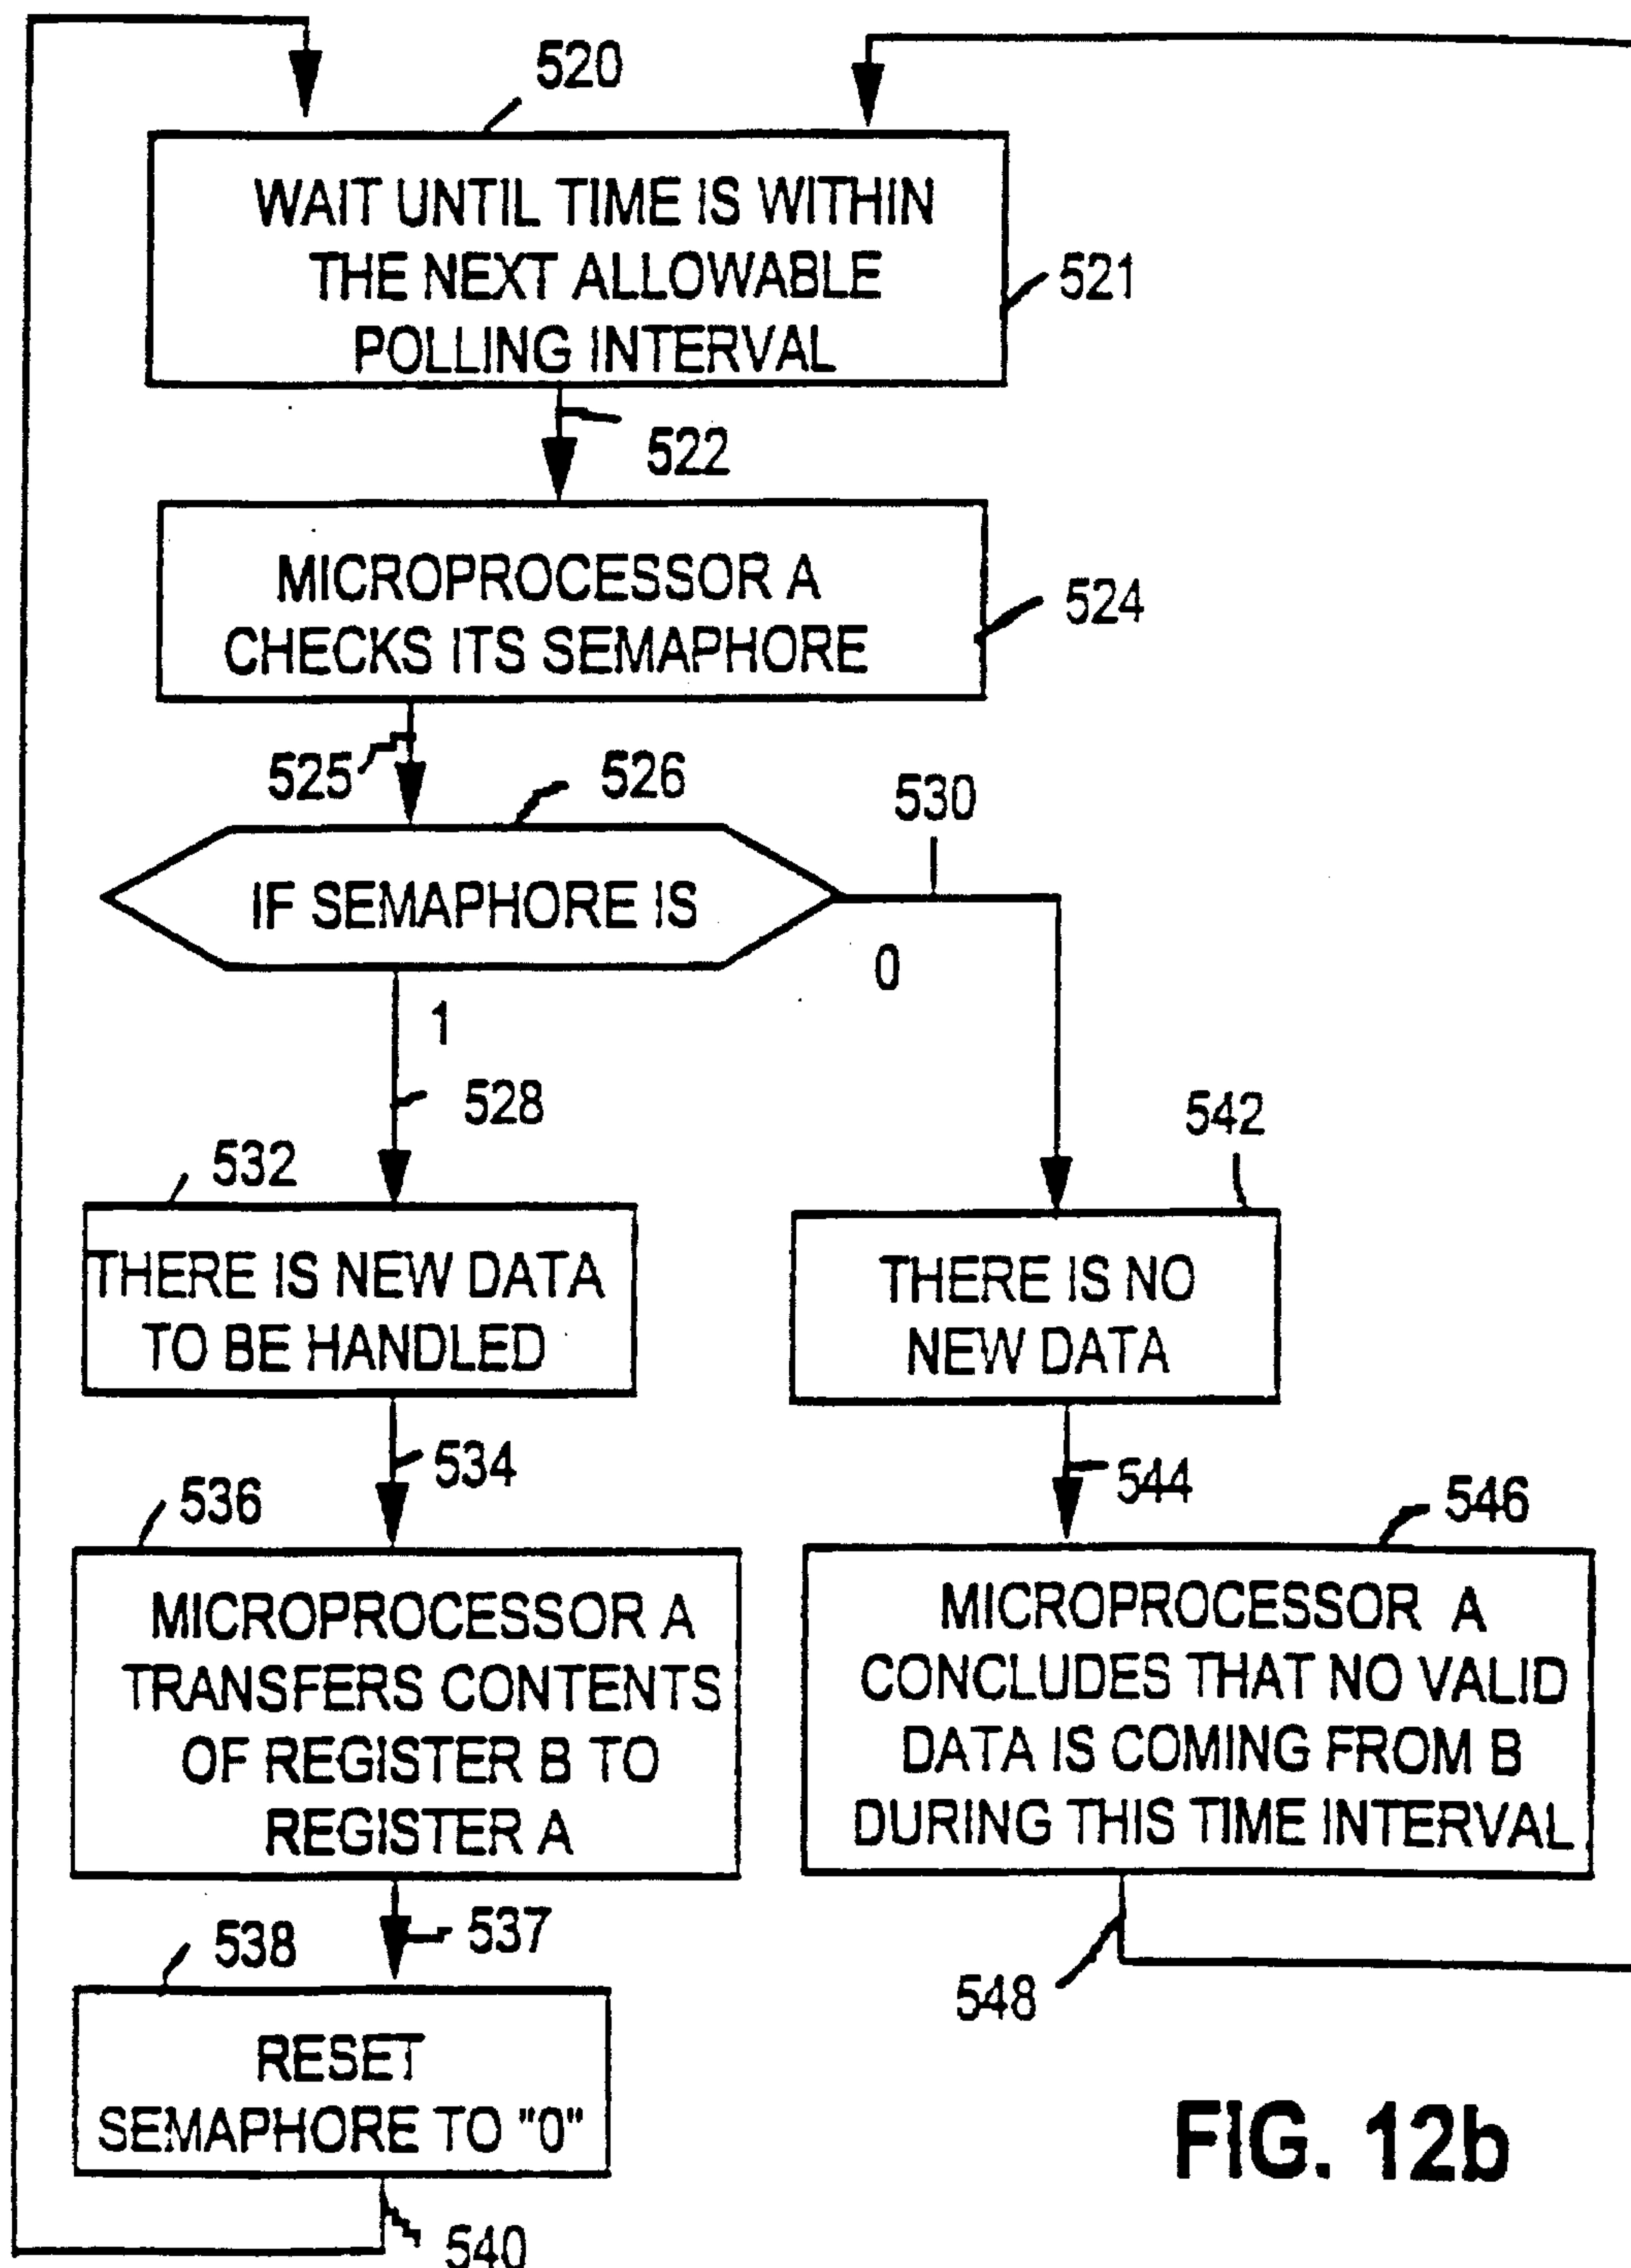 520
WAIT UNTIL TIME IS WITHIN
THE NEXT ALLOWABLE
POLLING INTERVAL
521
522
MICROPROCESSOR A
CHECKS ITS SEMAPHORE
524
525
526
530
IF SEMAPHORE IS
0
1
528
542
532
THERE IS NEW DATA
TO BE HANDLED
THERE IS NO
NEW DATA
534
544
536
546
MICROPROCESSOR A
TRANSFERS CONTENTS
OF REGISTER B TO
REGISTER A
MICROPROCESSOR A
CONCLUDES THAT NO VALID
DATA IS COMING FROM B
DURING THIS TIME INTERVAL
537
538
548
RESET
SEMAPHORE TO "0"
540
FIG. 12b